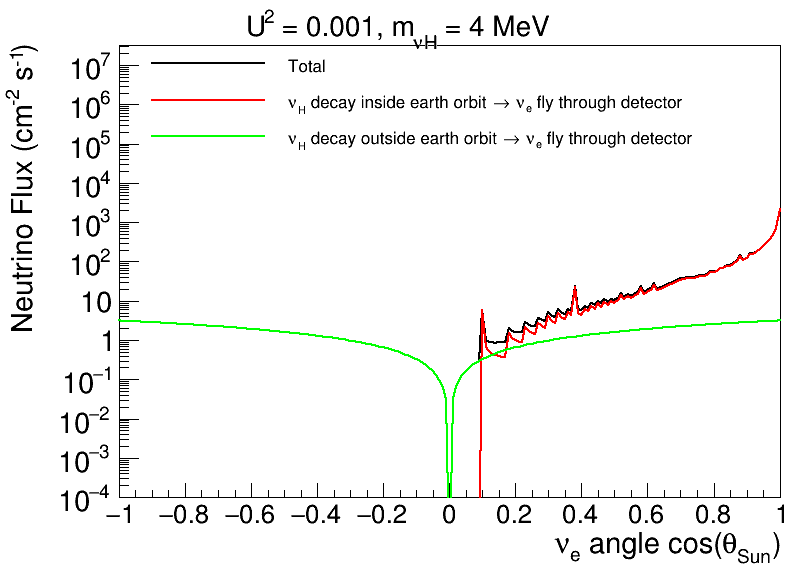 U² = 0.001, m_νH = 4 MeV
Neutrino Flux (cm⁻² s⁻¹)
Total
ν_H decay inside earth orbit → ν_e fly through detector
ν_H decay outside earth orbit → ν_e fly through detector
10⁷
10⁶
10⁵
10⁴
10³
10²
10
1
10⁻¹
10⁻²
10⁻³
10⁻⁴
−1 −0.8 −0.6 −0.4 −0.2 0 0.2 0.4 0.6 0.8 1
ν_e angle cos(θ_Sun)